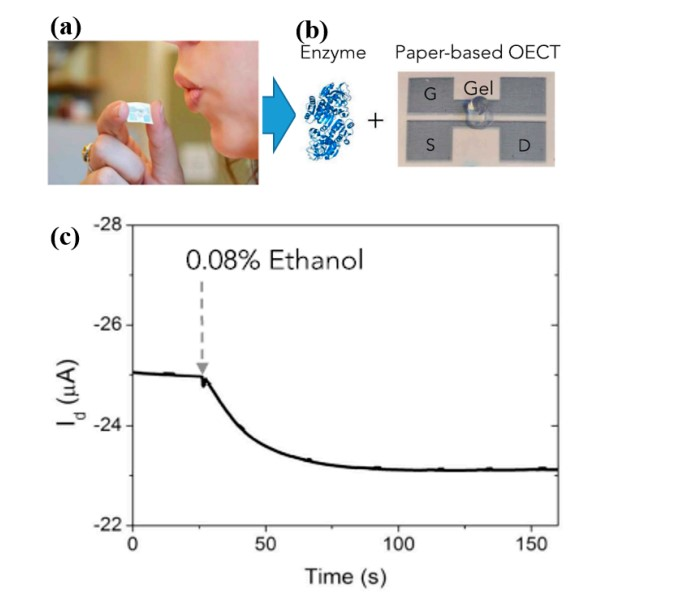 (a)
(b)
Enzyme
Paper-based OECT
+
G
Gel
S
D
(c)
-28
0.08% Ethanol
-26
-24
-22
I_d (μA)
0
50
100
150
Time (s)